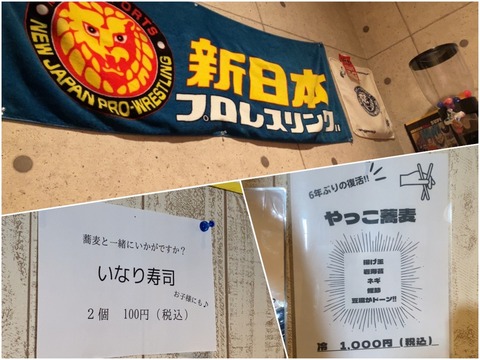 PORTS
NEW JAPAN PRO-WRESTLING
新日本
プロレスリング
蕎麦と一緒にいかがですか?
いなり寿司
お子様にも♪
2個 100円(税込)
6年ぶりの復活!!
やっこ蕎麦
揚げ玉
岩海苔
ネギ
鰹節
豆腐がドーン!!
冷 1,000円(税込)